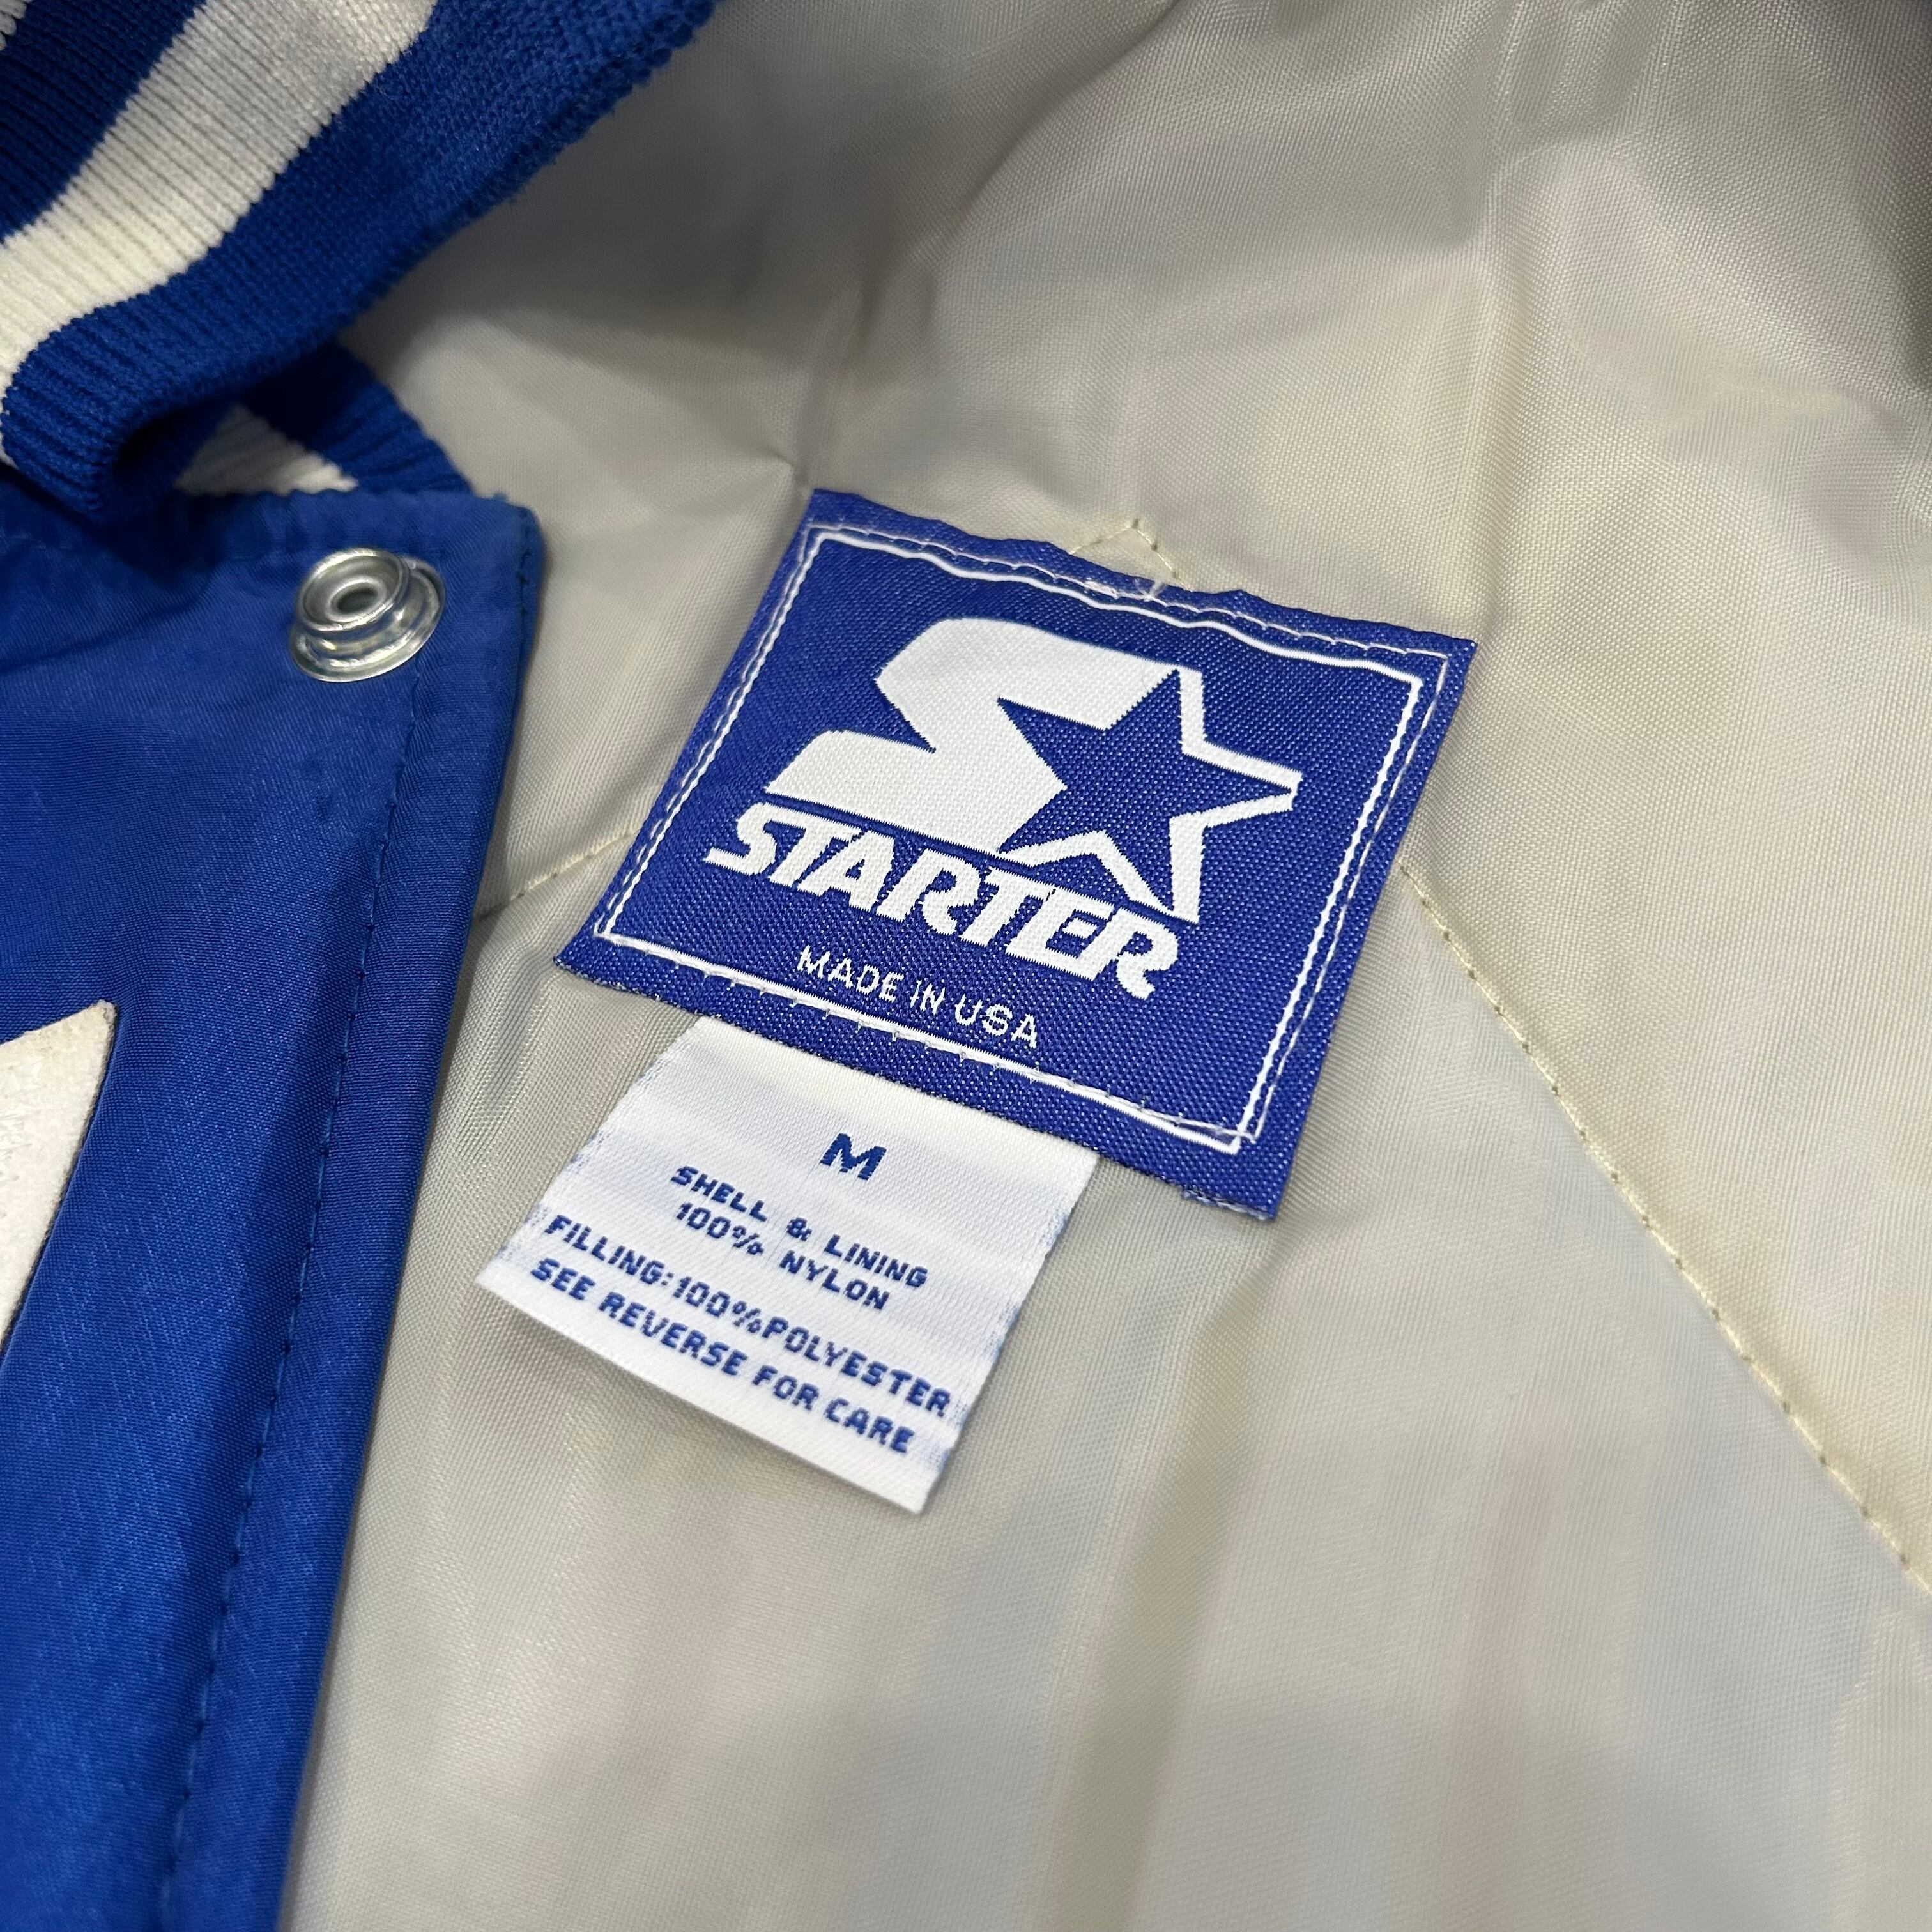 STARTER
MADE IN USA
M
SHELL & LINING
100% NYLON
FILLING:100%POLYESTER
SEE REVERSE FOR CARE